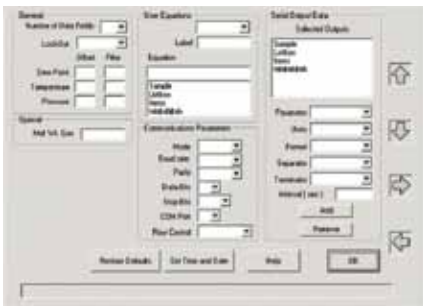 General
Number of Data Fields
Lockout
Offset Filter
Dew Point
Temperature
Pressure
Special
Mol Wt. Gas
User Equations
Label
Equation
Sample
Listbox
Items
Communications Parameters
Mode
Baud rate
Parity
Data Bits
Stop Bits
COM Port
Flow Control
Serial Output Data
Selected Outputs
Sample
Listbox
Items
Parameter
Units
Format
Separator
Terminator
Interval (sec)
Add
Remove
Restore Defaults
Set Time and Date
Help
OK